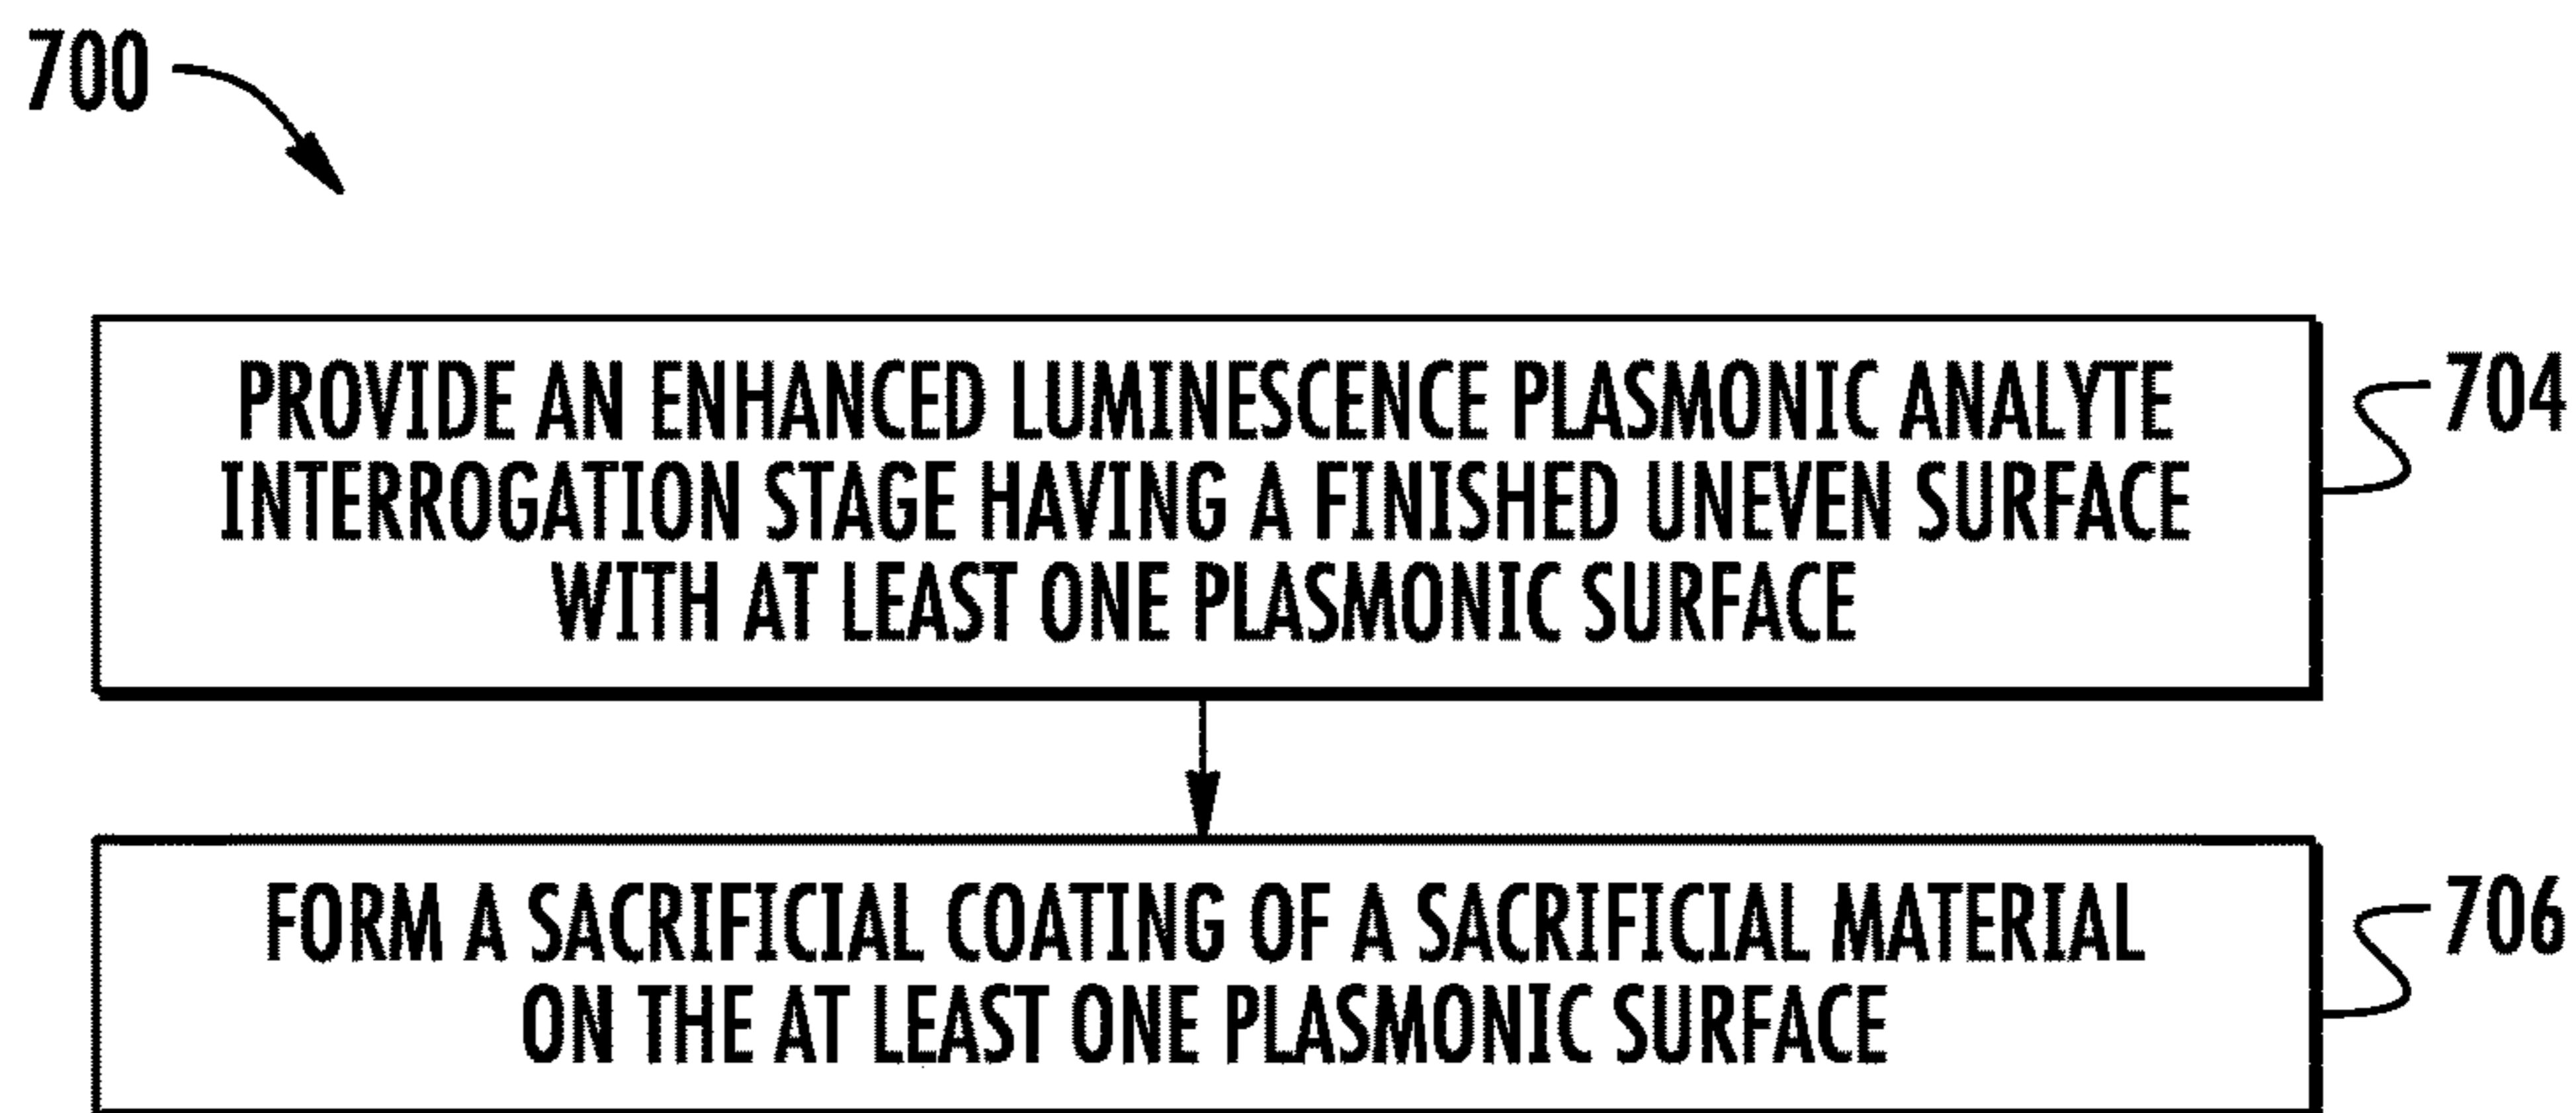 700
PROVIDE AN ENHANCED LUMINESCENCE PLASMONIC ANALYTE
INTERROGATION STAGE HAVING A FINISHED UNEVEN SURFACE
WITH AT LEAST ONE PLASMONIC SURFACE
704
FORM A SACRIFICIAL COATING OF A SACRIFICIAL MATERIAL
ON THE AT LEAST ONE PLASMONIC SURFACE
706